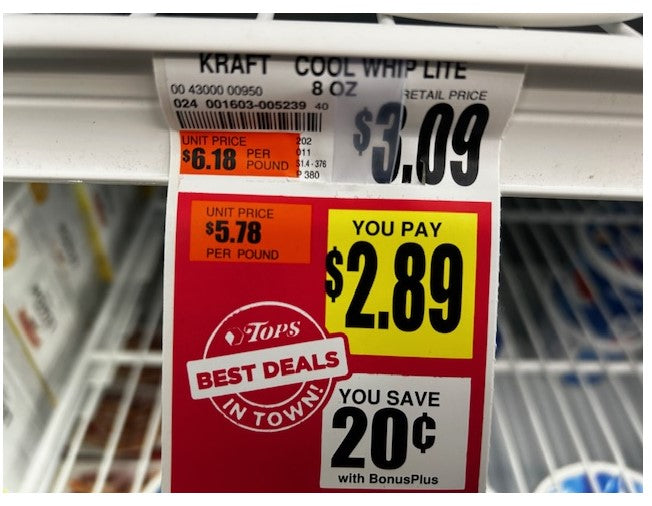 KRAFT COOL WHIP LITE
00 43000 00950 8 OZ RETAIL PRICE
024 001603-005239 40
$3.09
UNIT PRICE
$6.18 PER POUND
202
011
$1.4-376
P 380
UNIT PRICE
$5.78
PER POUND
YOU PAY
$2.89
TOPS
BEST DEALS
IN TOWN!
YOU SAVE
20¢
with BonusPlus